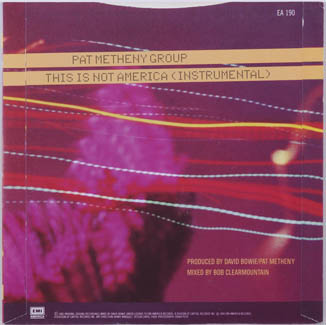 EA 190
PAT METHENY GROUP
THIS IS NOT AMERICA (INSTRUMENTAL)
PRODUCED BY DAVID BOWIE/PAT METHENY
MIXED BY BOB CLEARMOUNTAIN
EMI
AMERICA